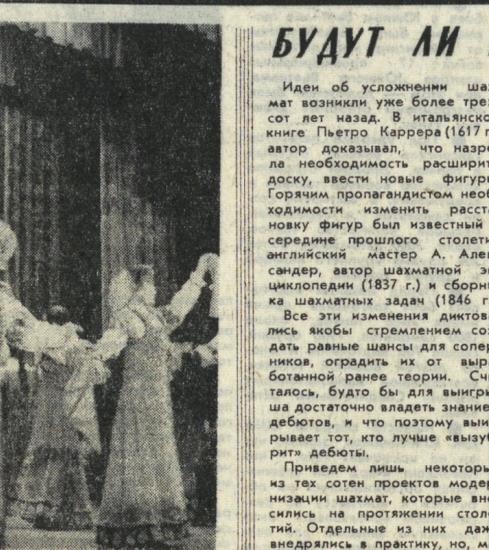 БУДУТ ЛИ
Идеи об усложнении шах
мат возникли уже более трех
сот лет назад. В итальянско
книге Пьетро Каррера (1617 г
автор доказывал, что назре
ла необходимость расширит
доску, ввести новые фигуры
Горячим пропагандистом необ
ходимости изменить расста
новку фигур был известный
середине прошлого столети
английский мастер А. Алек
сандер, автор шахматной эн
циклопедии (1837 г.) и сборни
ка шахматных задач (1846 г
Все эти изменения диктова
лись якобы стремлением соз
дать равные шансы для сопер
ников, оградить их от выра
ботанной ранее теории. Счи
талось, будто бы для выигры
ша достаточно владеть знание
дебютов, и что поэтому выиг
рывает тот, кто лучше «вызуб
рит» дебюты.
Приведем лишь некоторы
из тех сотен проектов модер
низации шахмат, которые вно
сились на протяжении столе
тий. Отдельные из них даж
внедрялись в практику, но, м